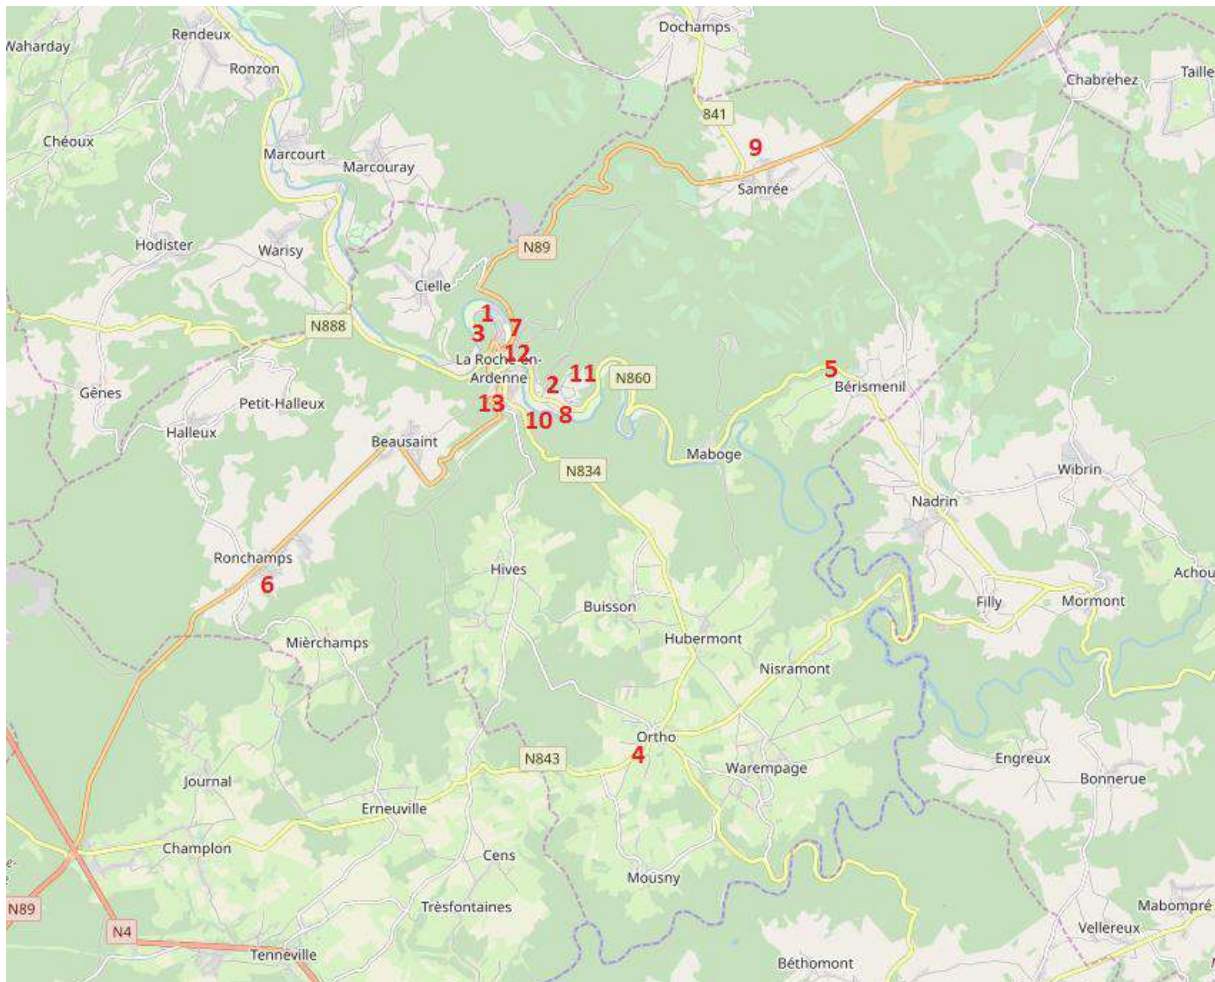 Dochamps
Rendeux
Waharday
Ronzon
Chabrehez
Taille
841
Chéoux
9
Marcourt
Marcouray
Samrée
Hodister
Warisy
N89
Cielle
1
N888
7
3
12
La Roche-en-
Ardenne
11
5
N860
2
Bérismenil
Gênes
Petit-Halleux
13
8
10
Halleux
Beausaint
Maboge
N834
Wibrin
Nadrin
Ronchamps
6
Hives
Achou
Buisson
Filly
Mormont
Hubermont
Mièrchamps
Nisramont
Ortho
4
N843
Warempage
Engreux
Bonnerue
Journal
Erneuville
Champlon
Cens
Mousny
N89
Trèsfontaines
Mabompré
N4
Vellereux
Tenneville
Béthomont